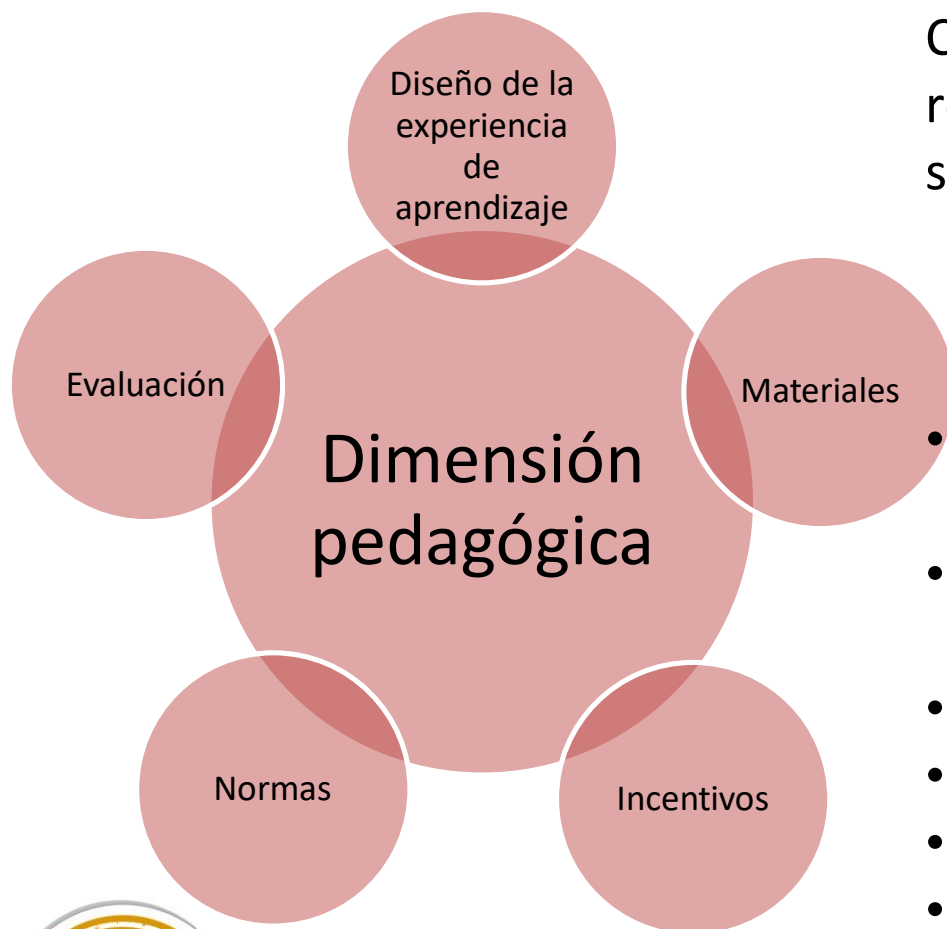 Diseño de la
experiencia
de
aprendizaje
Evaluación
Materiales
Dimensión
pedagógica
Normas
Incentivos